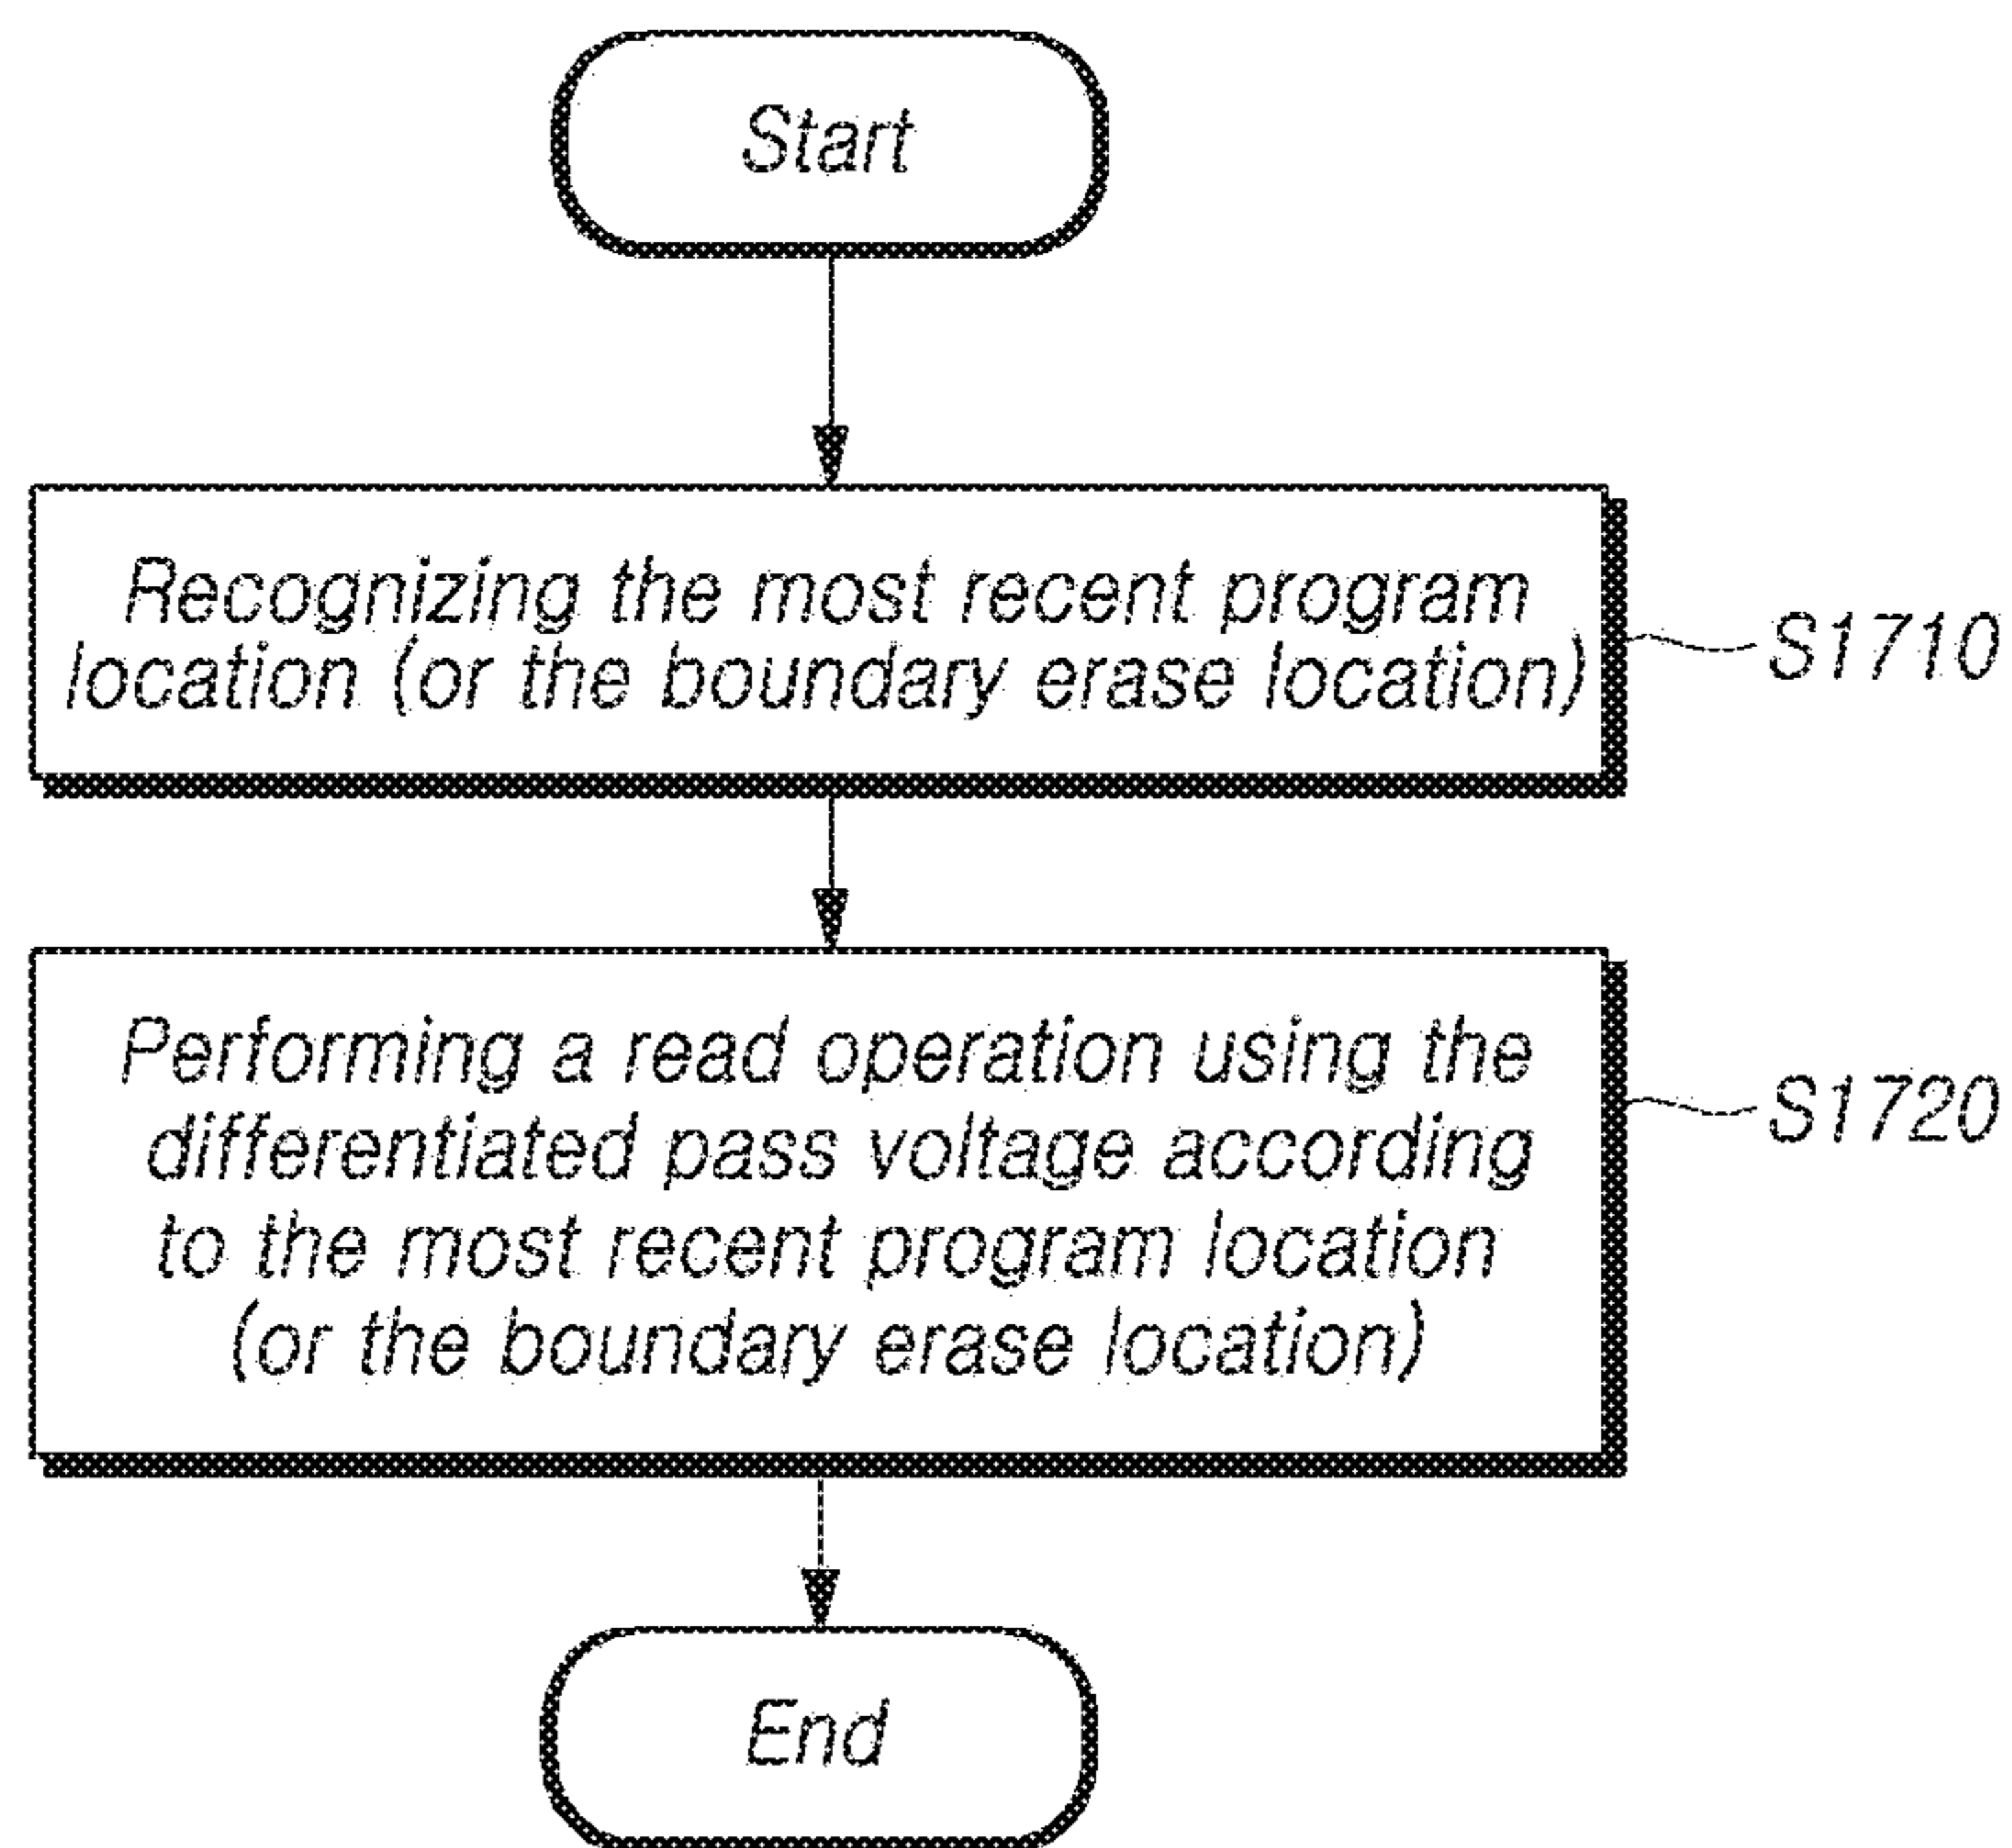 Start
Recognizing the most recent program
location (or the boundary erase location)
S1710
Performing a read operation using the
differentiated pass voltage according
to the most recent program location
(or the boundary erase location)
S1720
End